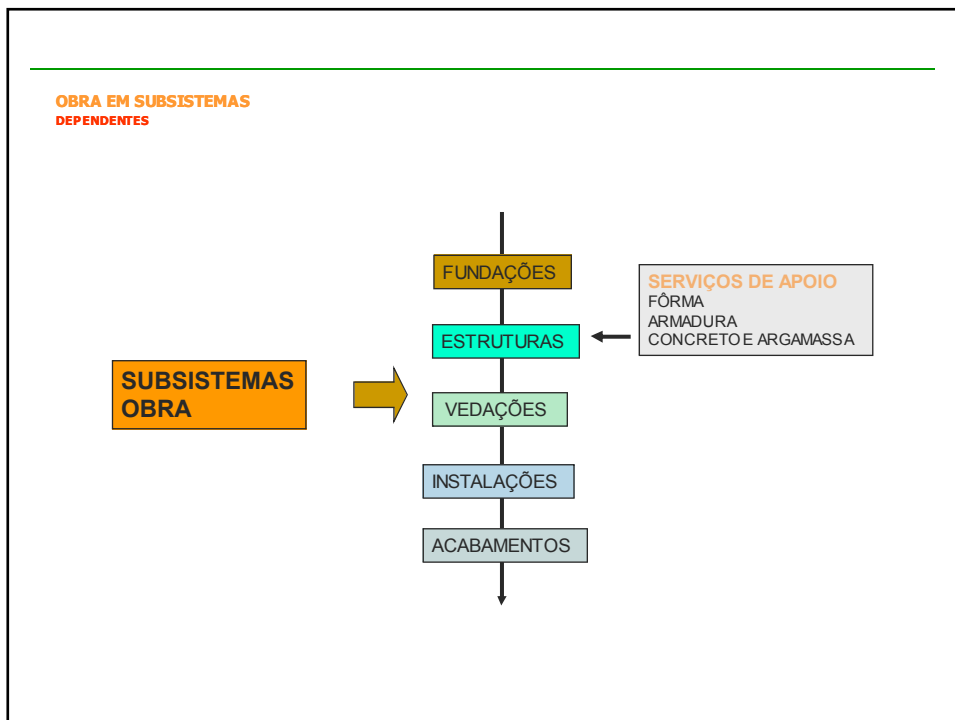 OBRA EM SUBSISTEMAS
DEPENDENTES
FUNDAÇÕES
SERVIÇOS DE APOIO
FÔRMA
ARMADURA
CONCRETO E ARGAMASSA
ESTRUTURAS
SUBSISTEMAS
OBRA
VEDAÇÕES
INSTALAÇÕES
ACABAMENTOS